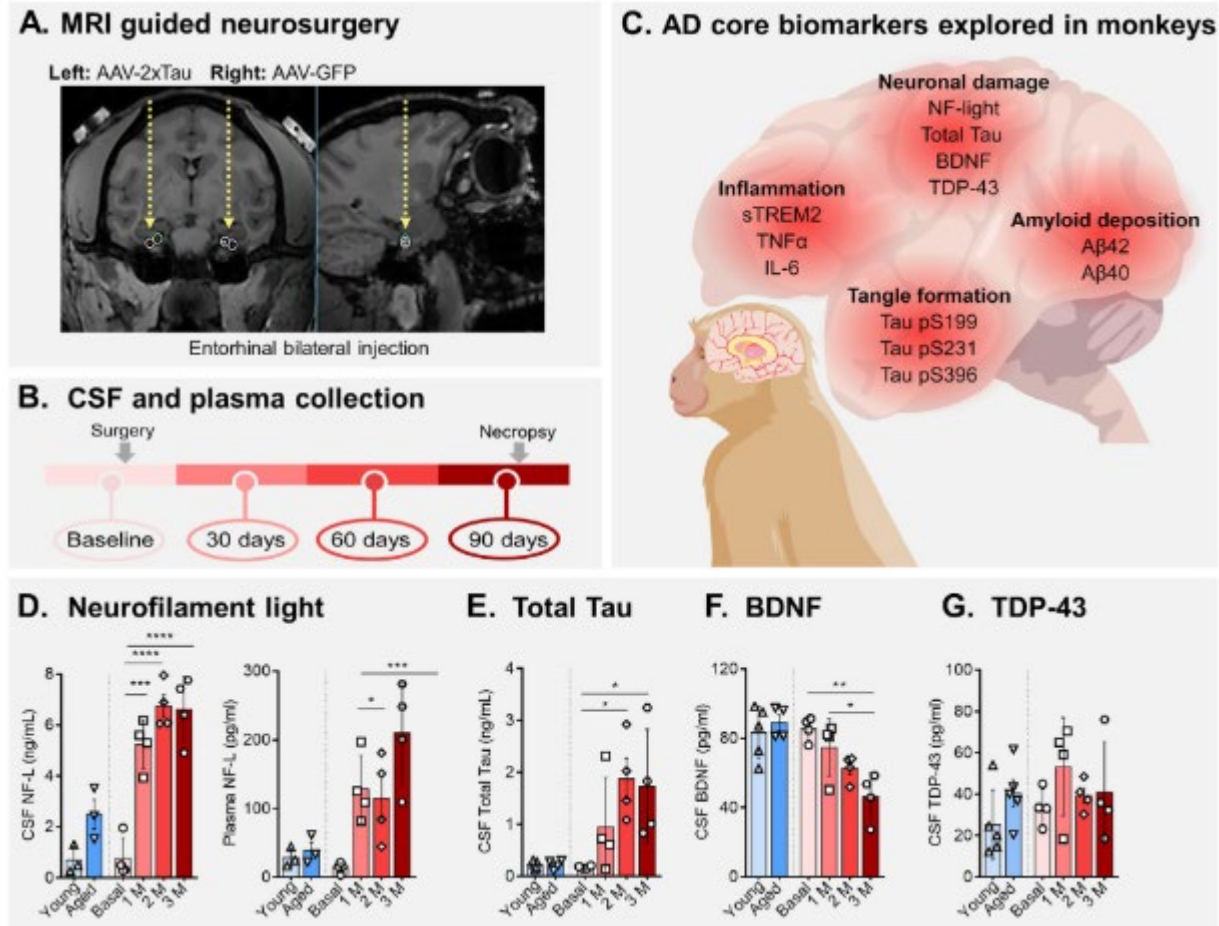 A. MRI guided neurosurgery
Left: AAV-2xTau Right: AAV-GFP
Entorhinal bilateral injection
B. CSF and plasma collection
Surgery
Necropsy
Baseline
30 days
60 days
90 days
C. AD core biomarkers explored in monkeys
Neuronal damage
NF-light
Total Tau
BDNF
TDP-43
Inflammation
sTREM2
TNFα
IL-6
Amyloid deposition
Aβ42
Aβ40
Tangle formation
Tau pS199
Tau pS231
Tau pS396
D. Neurofilament light
CSF NF-L (ng/mL)
8
6
4
2
0
****
****
***
Young
Aged
Basal
1 M
2 M
3 M
Plasma NF-L (pg/ml)
300
200
100
0
***
*
Young
Aged
Basal
1 M
2 M
3 M
E. Total Tau
CSF Total Tau (ng/mL)
4
3
2
1
0
*
*
Young
Aged
Basal
1 M
2 M
3 M
F. BDNF
CSF BDNF (pg/ml)
120
90
60
30
0
**
*
Young
Aged
Basal
1 M
2 M
3 M
G. TDP-43
CSF TDP-43 (pg/ml)
100
80
60
40
20
0
Young
Aged
Basal
1 M
2 M
3 M